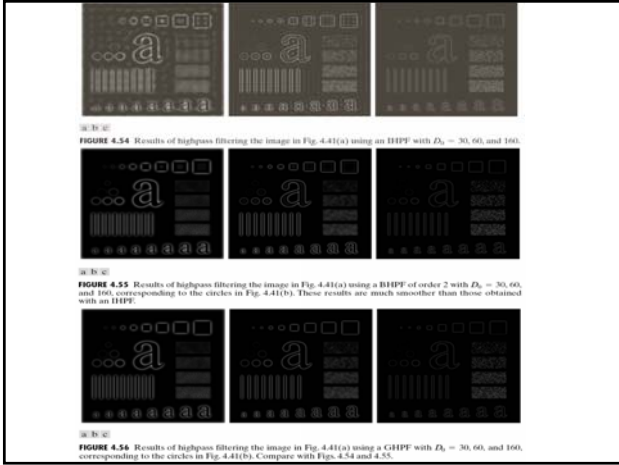 a
a
a
a b c
FIGURE 4.54 Results of highpass filtering the image in Fig. 4.41(a) using an IHPF with D₀ = 30, 60, and 160.
a
a
a
a b c
FIGURE 4.55 Results of highpass filtering the image in Fig. 4.41(a) using a BHPF of order 2 with D₀ = 30, 60,
and 160, corresponding to the circles in Fig. 4.41(b). These results are much smoother than those obtained
with an IHPF.
a
a
a
a b c
FIGURE 4.56 Results of highpass filtering the image in Fig. 4.41(a) using a GHPF with D₀ = 30, 60, and 160,
corresponding to the circles in Fig. 4.41(b). Compare with Figs. 4.54 and 4.55.